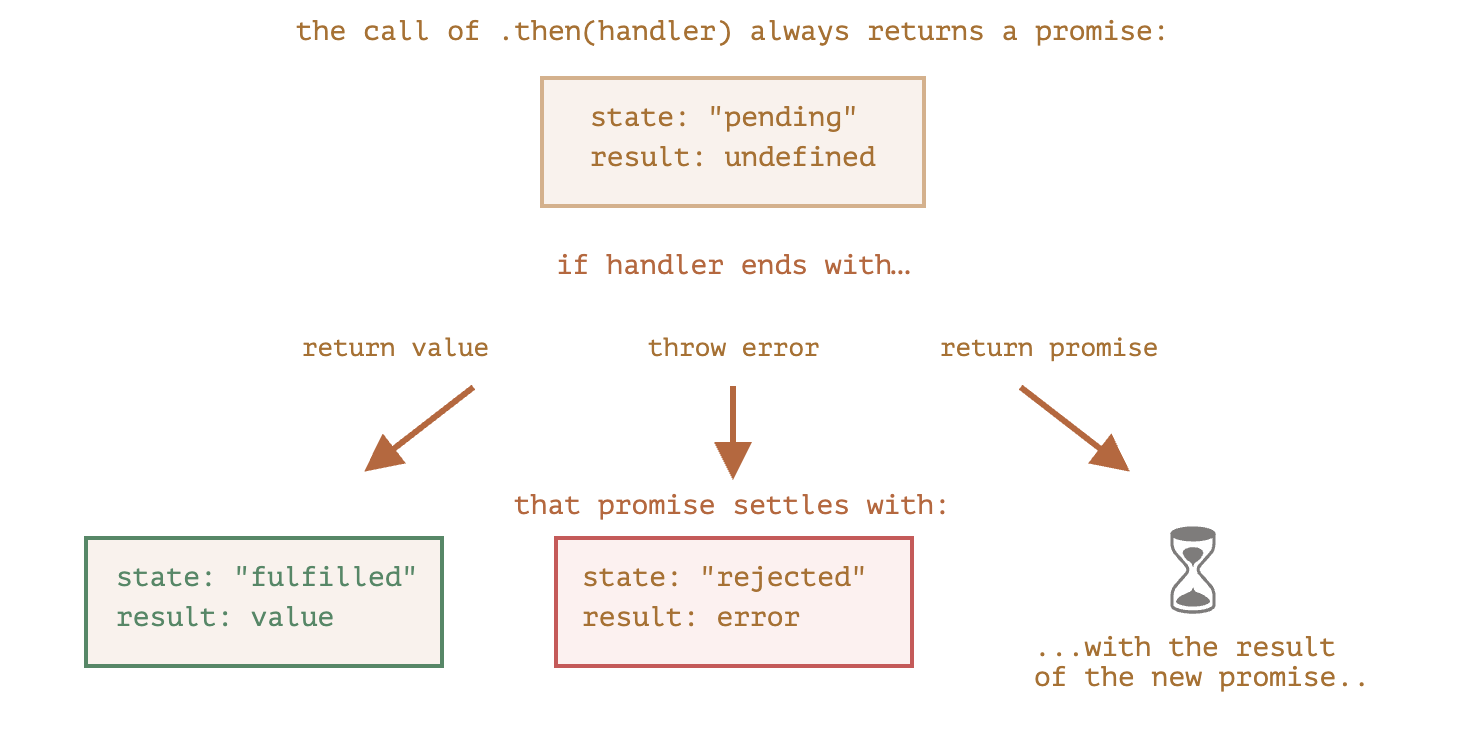 the call of .then(handler) always returns a promise:
state: "pending"
result: undefined
if handler ends with…
return value
throw error
return promise
that promise settles with:
state: "fulfilled"
result: value
state: "rejected"
result: error
...with the result
of the new promise..